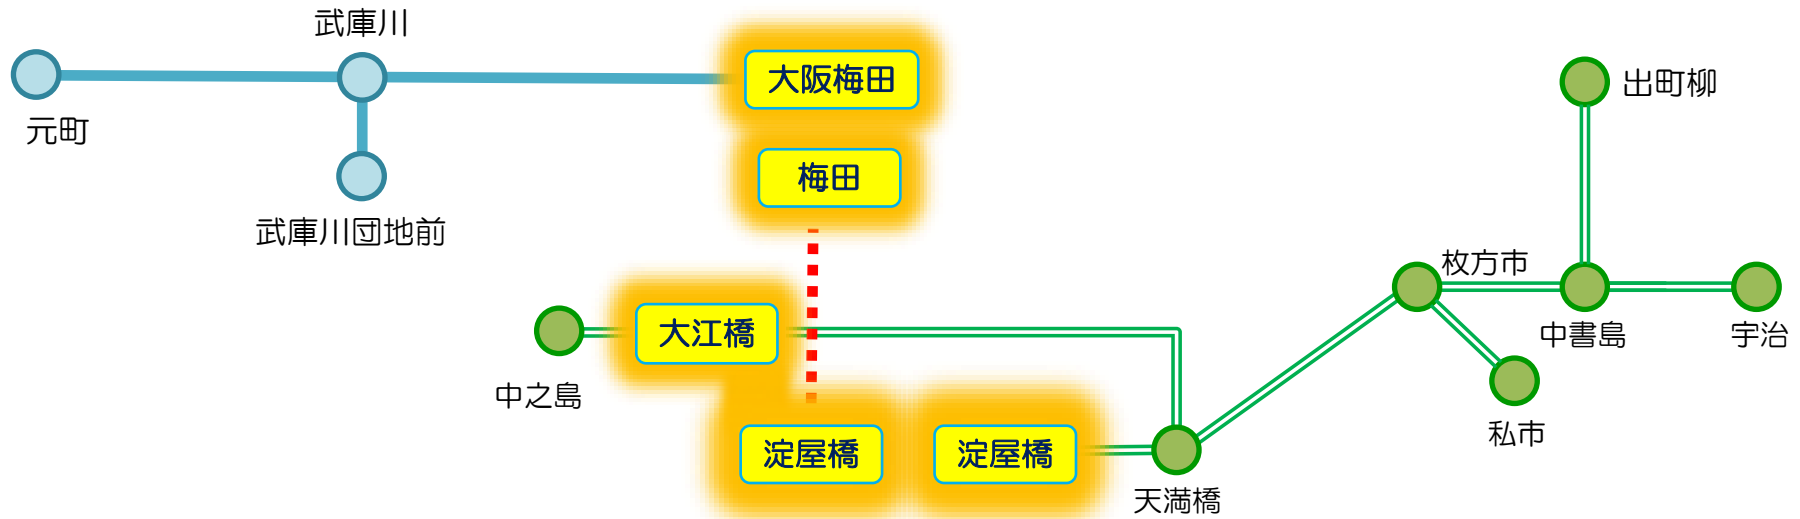 武庫川
大阪梅田
出町柳
元町
梅田
武庫川団地前
枚方市
大江橋
中書島
宇治
中之島
淀屋橋
淀屋橋
私市
天満橋